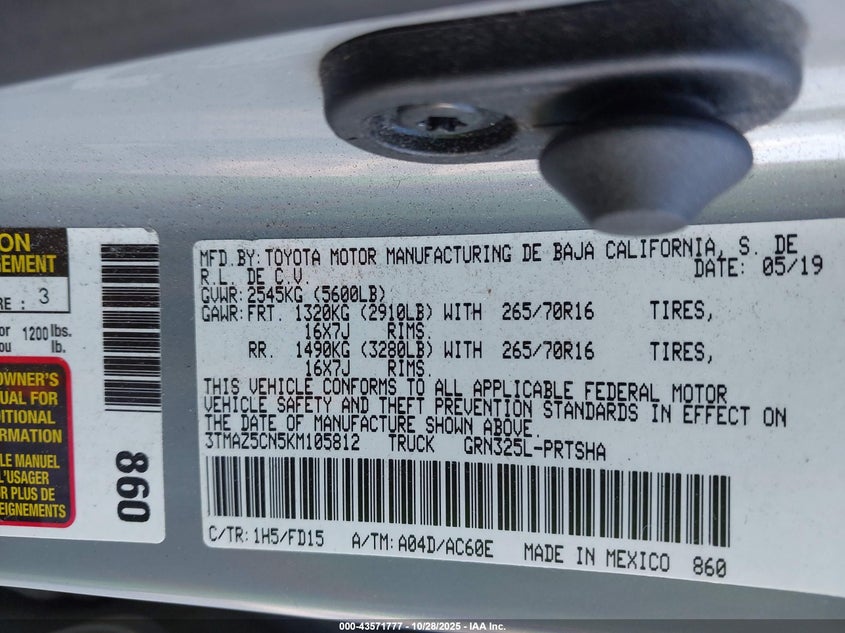 ON
GEMENT
RE : 3
or 1200 lbs.
ou lb.
OWNER'S
UAL FOR
DITIONAL
RMATION
LE MANUEL
L'USAGER
R PLUS DE
EIGNEMENTS
860
MFD.BY:TOYOTA MOTOR MANUFACTURING DE BAJA CALIFORNIA, S. DE
R.L. DE C.V. DATE: 05/19
GVWR:2545KG (5600LB)
GAWR:FRT. 1320KG (2910LB) WITH 265/70R16 TIRES,
16X7J RIMS.
RR. 1490KG (3280LB) WITH 265/70R16 TIRES,
16X7J RIMS.
THIS VEHICLE CONFORMS TO ALL APPLICABLE FEDERAL MOTOR
VEHICLE SAFETY AND THEFT PREVENTION STANDARDS IN EFFECT ON
THE DATE OF MANUFACTURE SHOWN ABOVE.
3TMAZ5CN5KM105812 TRUCK GRN325L-PRTSHA
C/TR:1H5/FD15 A/TM:A04D/AC60E MADE IN MEXICO 860
000-43571777 - 10/28/2025 - IAA Inc.